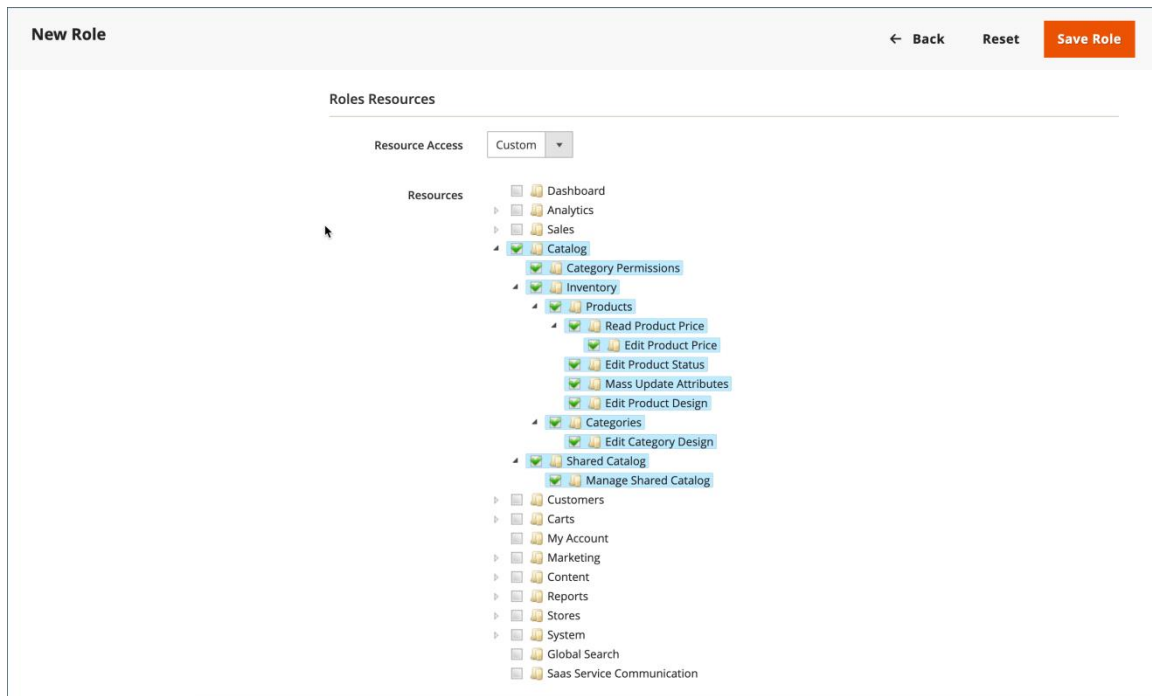 New Role
Back
Reset
Save Role
Roles Resources
Resource Access
Custom
Resources
Dashboard
Analytics
Sales
Catalog
Category Permissions
Inventory
Products
Read Product Price
Edit Product Price
Edit Product Status
Mass Update Attributes
Edit Product Design
Categories
Edit Category Design
Shared Catalog
Manage Shared Catalog
Customers
Carts
My Account
Marketing
Content
Reports
Stores
System
Global Search
Saas Service Communication